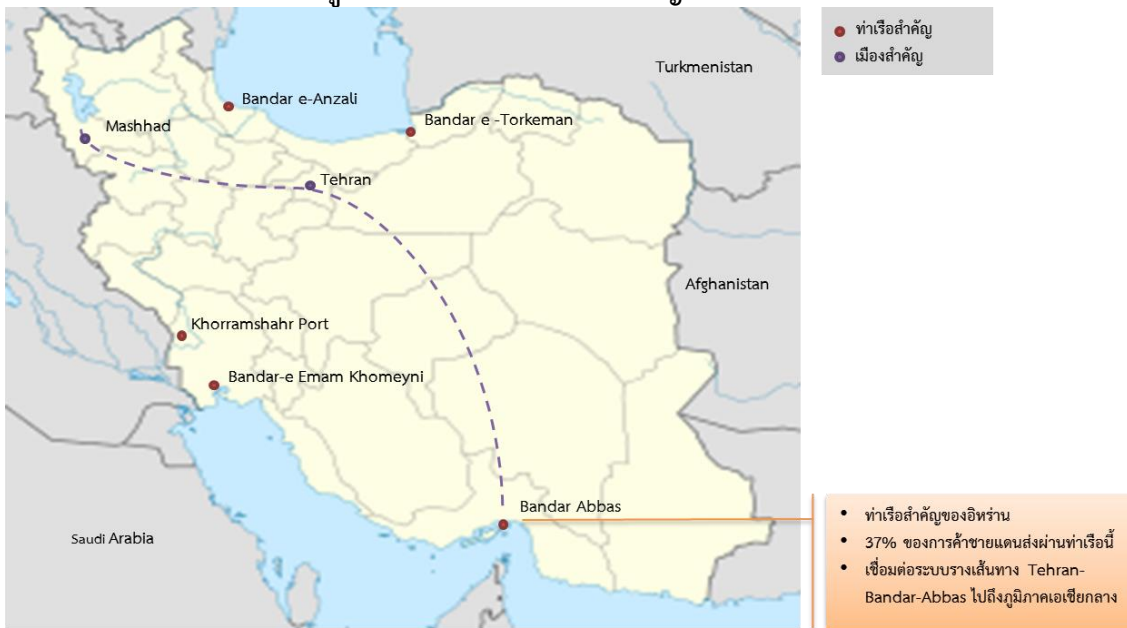 ท่าเรือสำคัญ
เมืองสำคัญ
Turkmenistan
Bandar e-Anzali
Bandar e -Torkeman
Mashhad
Tehran
Afghanistan
Khorramshahr Port
Bandar-e Emam Khomeyni
Bandar Abbas
Saudi Arabia
• ท่าเรือสำคัญของอิหร่าน
• 37% ของการค้าชายแดนส่งผ่านท่าเรือนี้
• เชื่อมต่อระบบรางเส้นทาง Tehran-
Bandar-Abbas ไปถึงภูมิภาคเอเชียกลาง